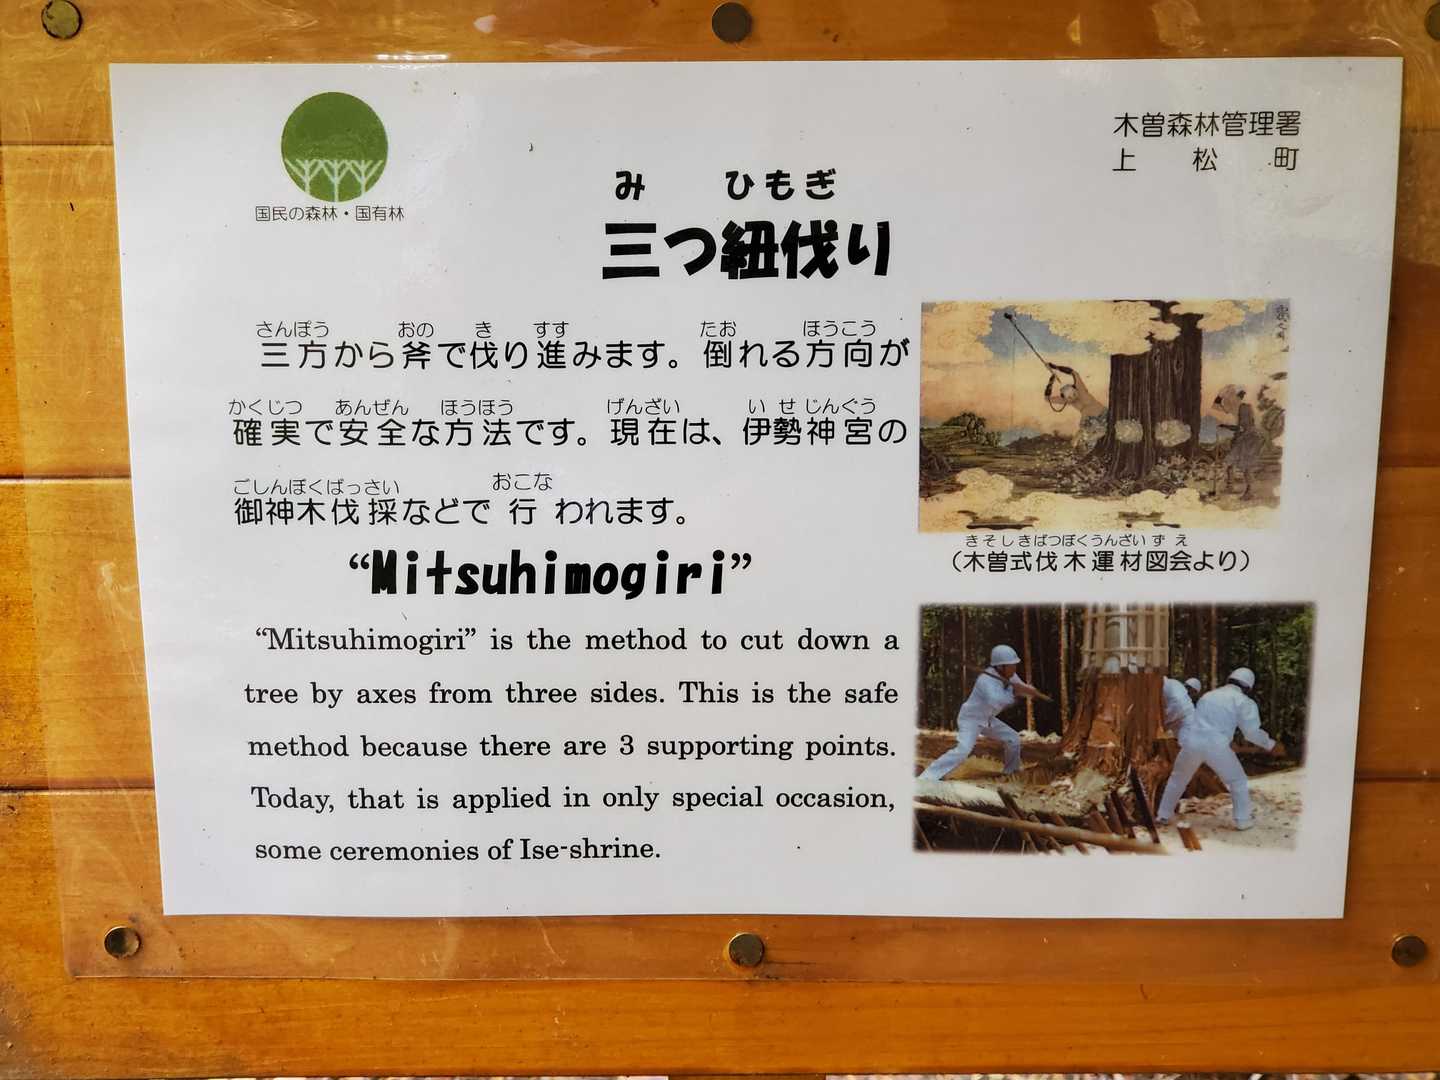 国民の森林・国有林
木曽森林管理署
上松町
み ひもぎ
三つ紐伐り
さんぽう おの き すす たお ほうこう
三方から斧で伐り進みます。倒れる方向が
かくじつ あんぜん ほうほう げんざい いせじんぐう
確実で安全な方法です。現在は、伊勢神宮の
ごしんぼくばっさい おこな
御神木伐採などで行われます。
“Mitsuhimogiri”
“Mitsuhimogiri” is the method to cut down a
tree by axes from three sides. This is the safe
method because there are 3 supporting points.
Today, that is applied in only special occasion,
some ceremonies of Ise-shrine.
きそしきばつぼくうんざいずえ
（木曽式伐木運材図会より）